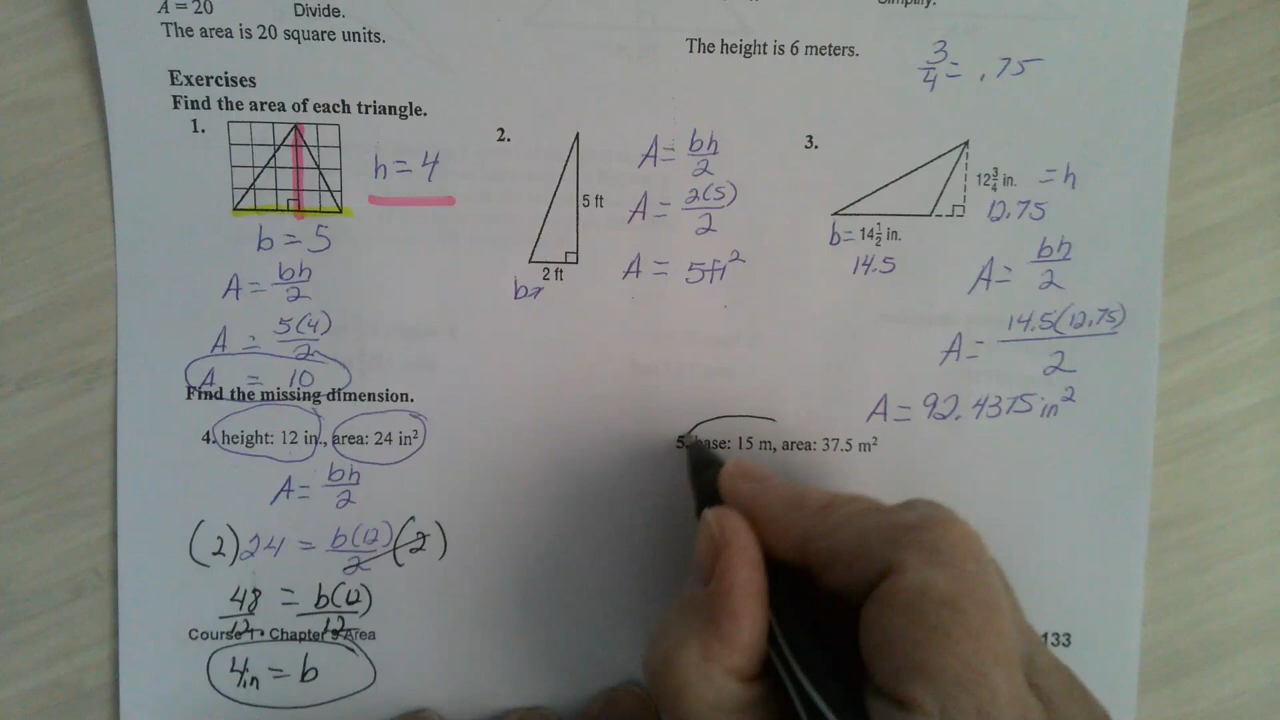 A = 20 Divide.
The area is 20 square units.
The height is 6 meters.
3/4 = .75
Exercises
Find the area of each triangle.
1.
h = 4
b = 5
A = bh/2
A = 5(4)/2
A = 10
2.
5 ft
2 ft
b=
A = bh/2
A = 2(5)/2
A = 5ft²
3.
12 3/4 in. = h
12.75
b= 14 1/2 in.
14.5
A = bh/2
A = 14.5(12.75)/2
A = 92.4375 in²
Find the missing dimension.
4. height: 12 in., area: 24 in²
A = bh/2
(2)24 = b(12)/2 (2)
48/12 = b(12)/12
Course 1 • Chapter 9 Area
4in = b
5. base: 15 m, area: 37.5 m²
133